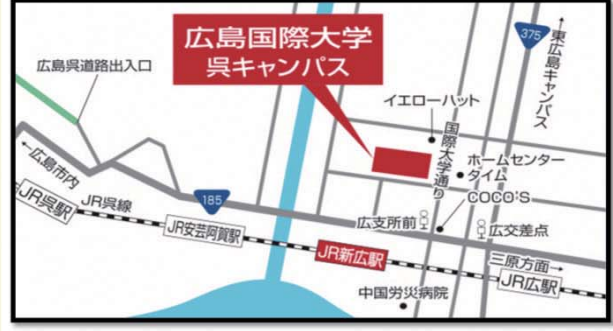 広島国際大学
呉キャンパス
375
←東広島キャンパス
広島呉道路出入口
イエローハット
国際大学通り
ホームセンター
タイム
COCO'S
←広島市内
185
広支所前
広交差点
JR呉駅
JR呉線
JR安芸阿賀駅
JR新広駅
三原方面→
JR広駅
中国労災病院